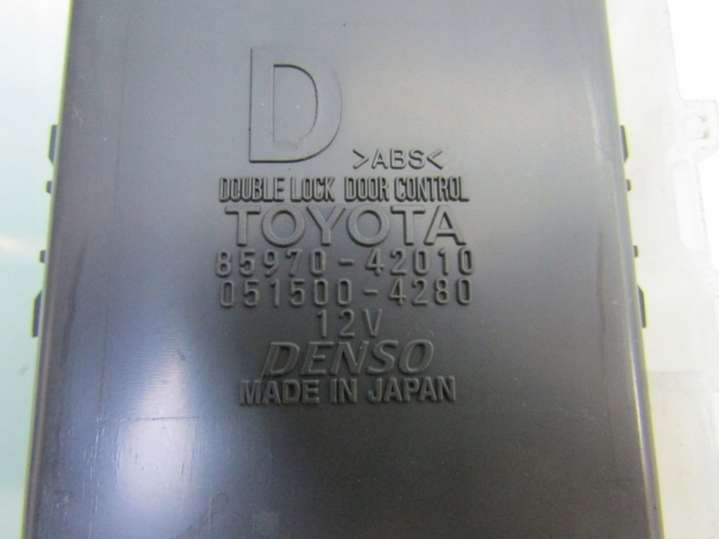 D
>ABS<
DOUBLE LOCK DOOR CONTROL
TOYOTA
85970-42010
051500-4280
12V
DENSO
MADE IN JAPAN